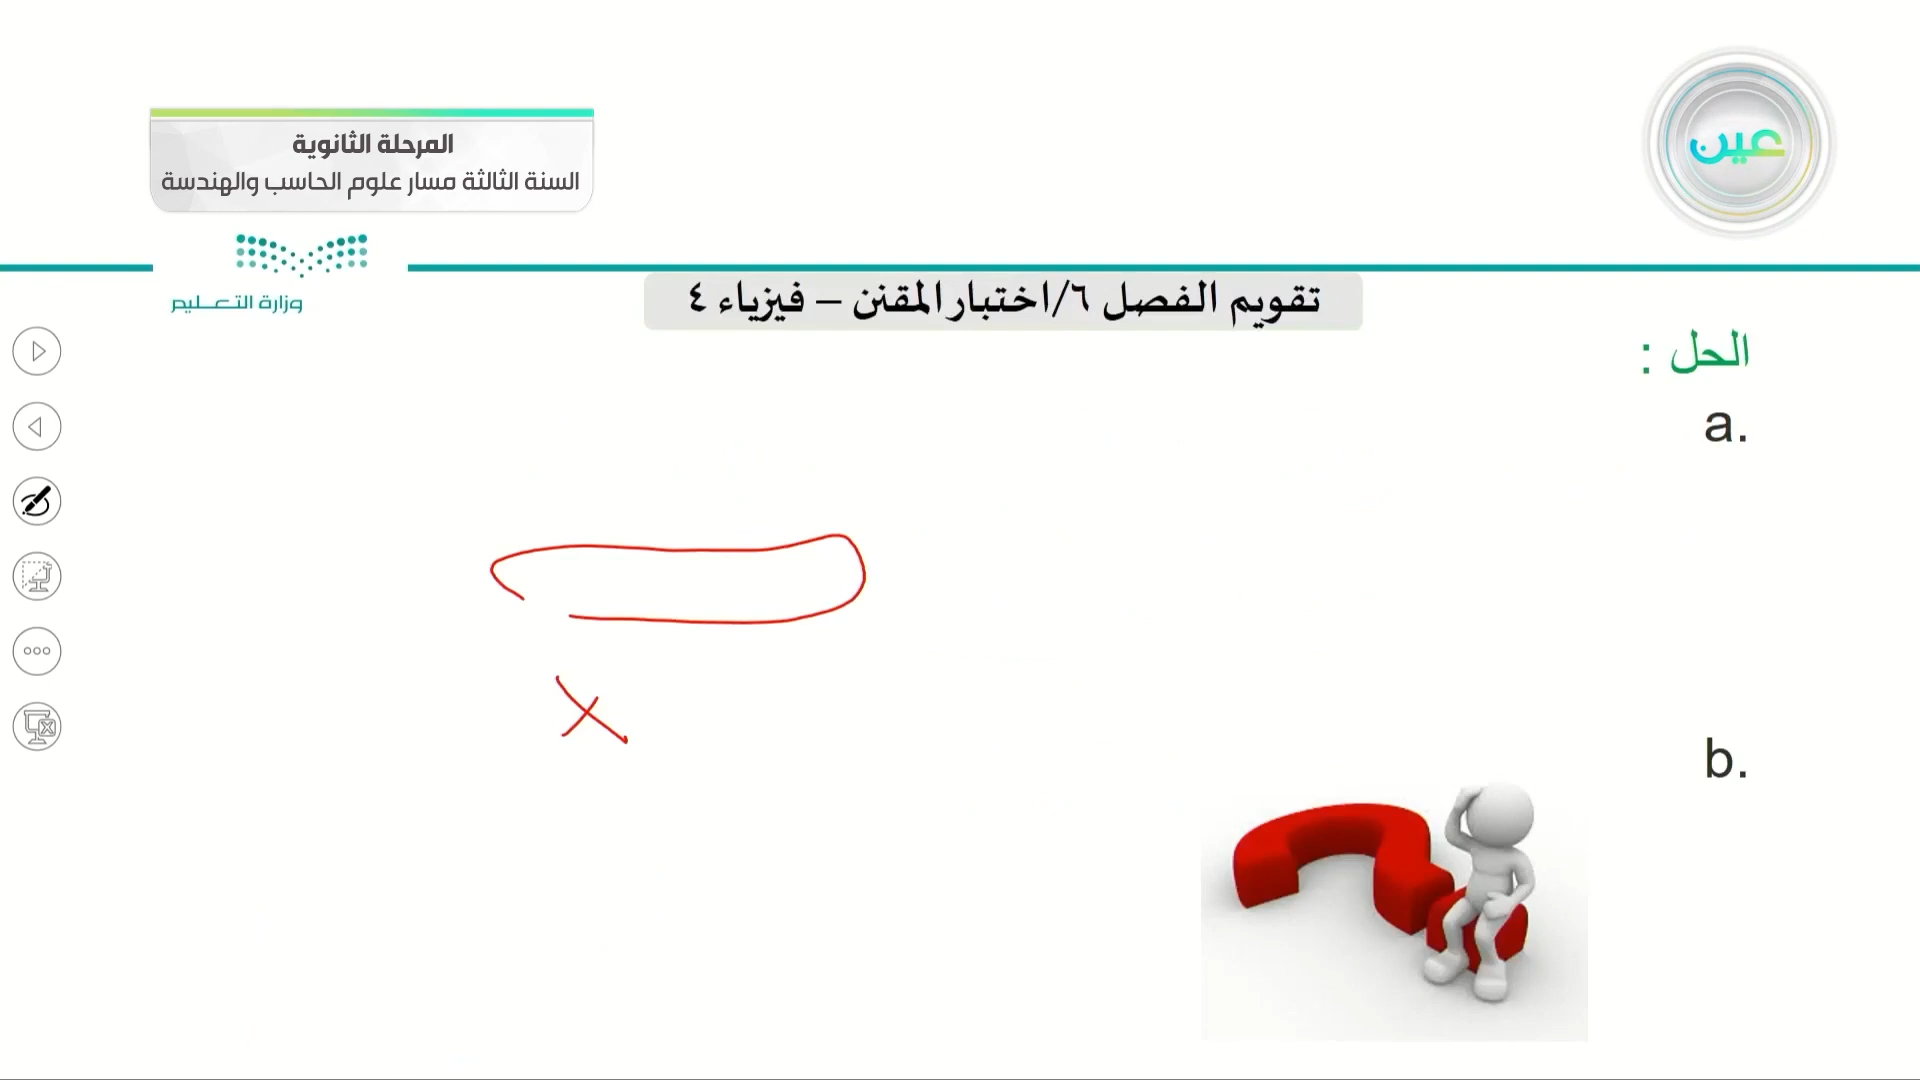 المرحلة الثانوية
السنة الثالثة مسار علوم الحاسب والهندسة
عين
وزارة التعليم
تقويم الفصل ٦/اختبار المقنن – فيزياء ٤
الحل :
a.
b.